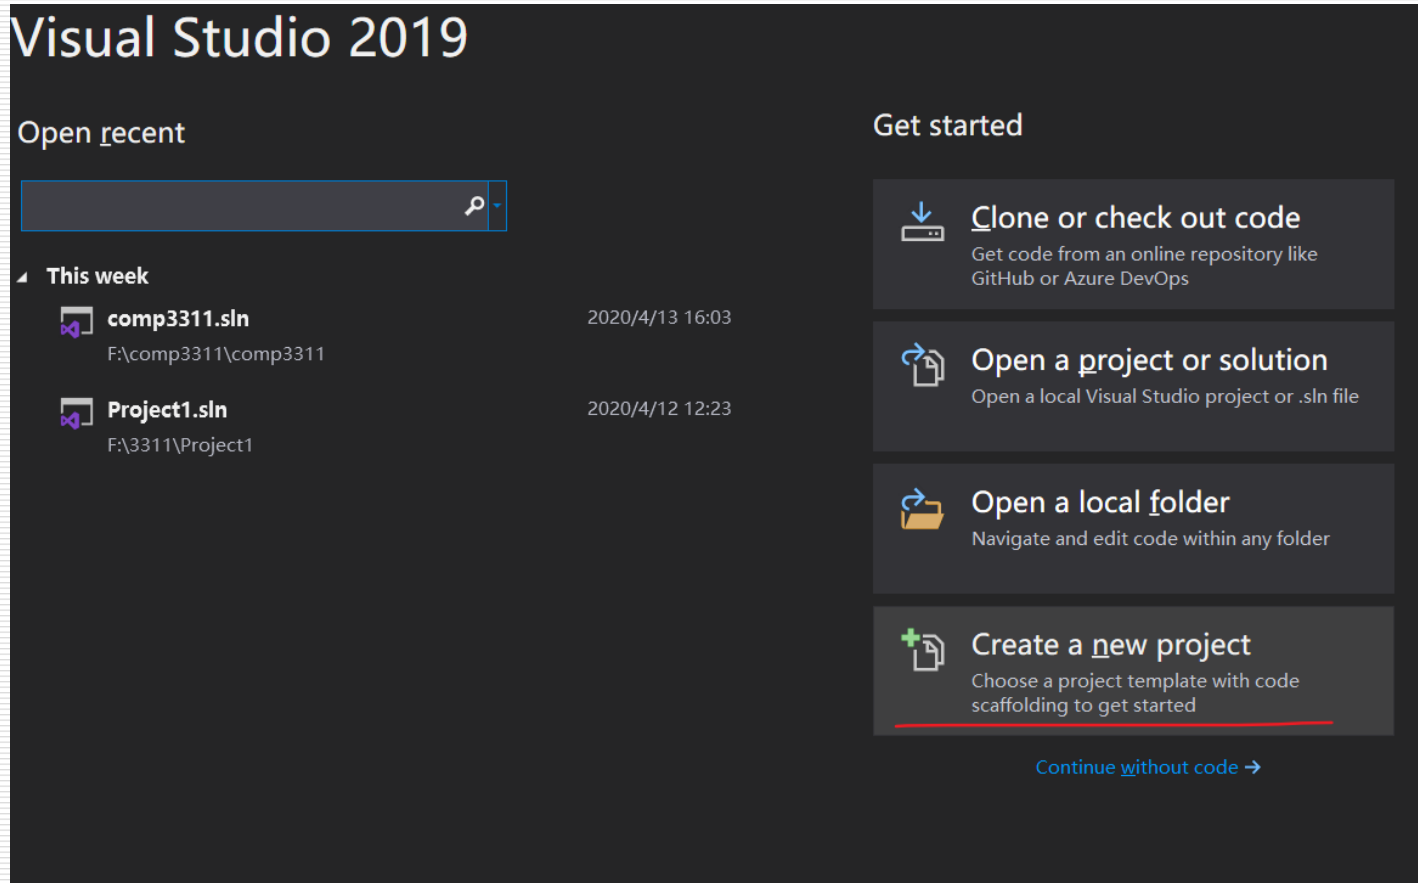 Visual Studio 2019
Open recent
This week
comp3311.sln
2020/4/13 16:03
F:\comp3311\comp3311
Project1.sln
2020/4/12 12:23
F:\3311\Project1
Get started
Clone or check out code
Get code from an online repository like
GitHub or Azure DevOps
Open a project or solution
Open a local Visual Studio project or .sln file
Open a local folder
Navigate and edit code within any folder
Create a new project
Choose a project template with code
scaffolding to get started
Continue without code →